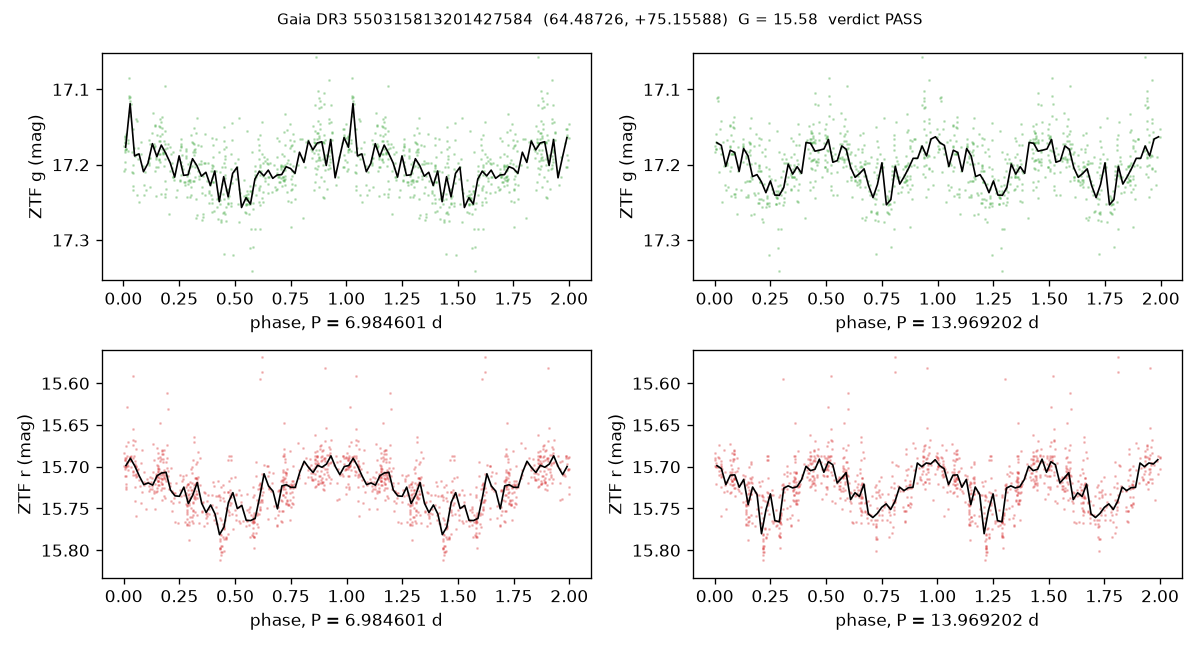 Gaia DR3 550315813201427584 (64.48726, +75.15588) G = 15.58 verdict PASS
ZTF g (mag)
17.1
17.2
17.3
0.00 0.25 0.50 0.75 1.00 1.25 1.50 1.75 2.00
phase, P = 6.984601 d
ZTF g (mag)
17.1
17.2
17.3
0.00 0.25 0.50 0.75 1.00 1.25 1.50 1.75 2.00
phase, P = 13.969202 d
ZTF r (mag)
15.60
15.65
15.70
15.75
15.80
0.00 0.25 0.50 0.75 1.00 1.25 1.50 1.75 2.00
phase, P = 6.984601 d
ZTF r (mag)
15.60
15.65
15.70
15.75
15.80
0.00 0.25 0.50 0.75 1.00 1.25 1.50 1.75 2.00
phase, P = 13.969202 d